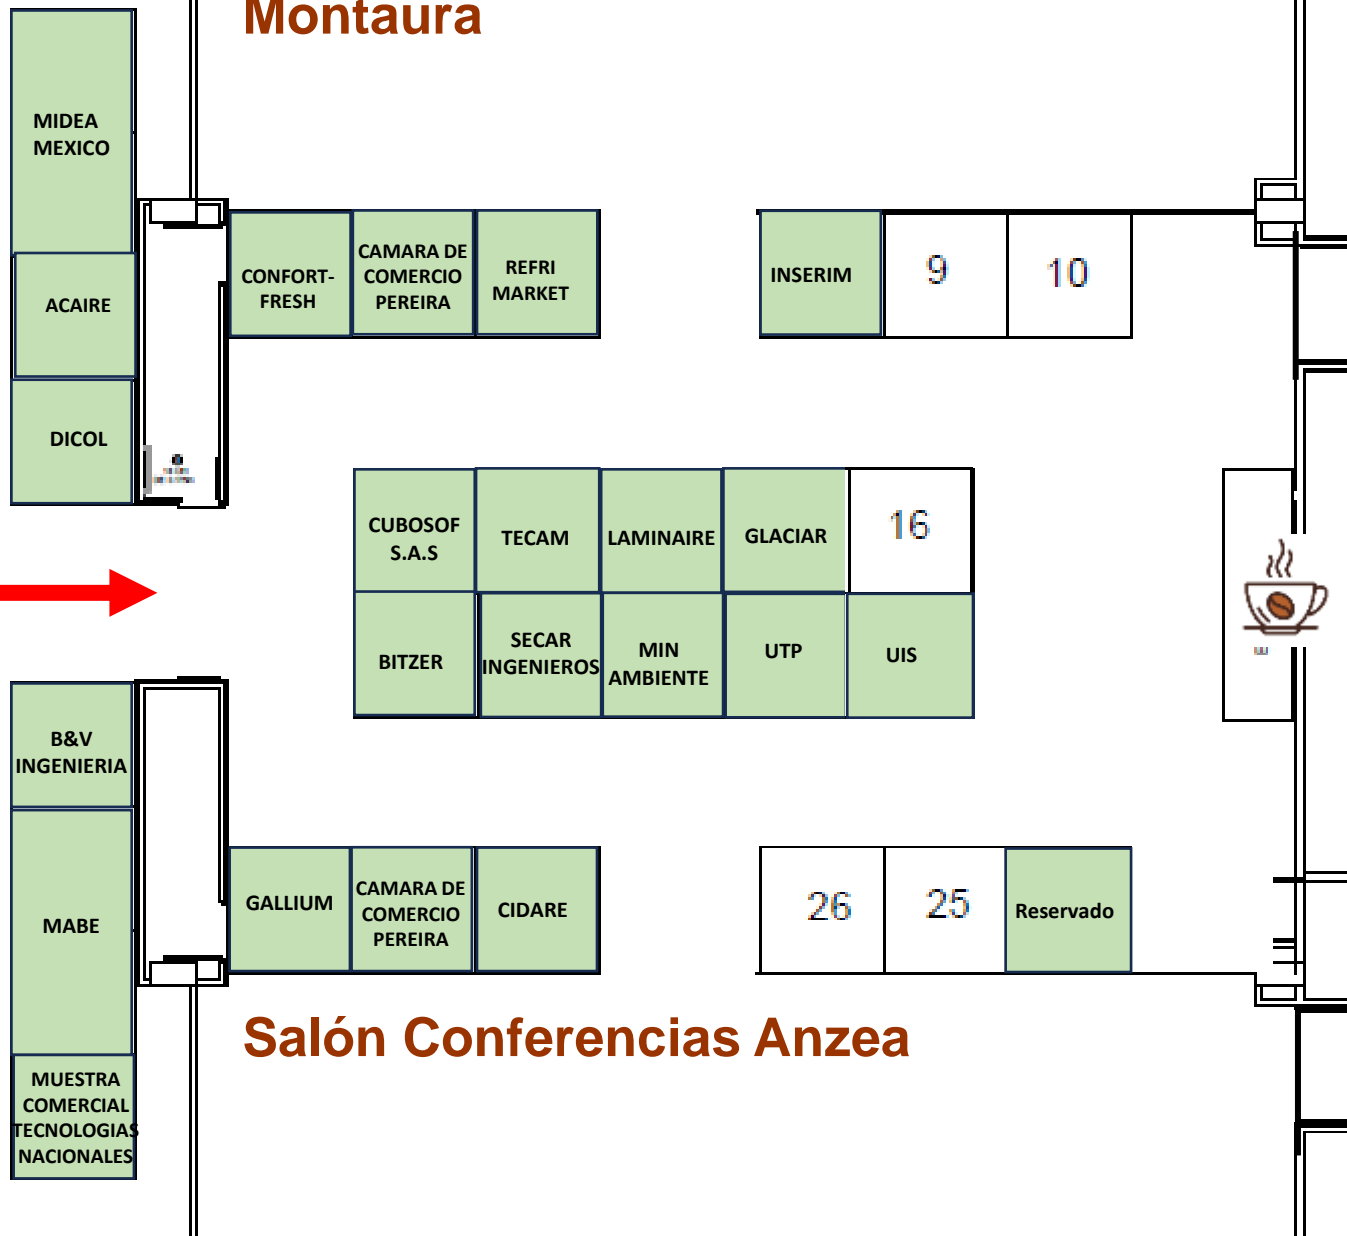 Montaura
MIDEA
MEXICO
ACAIRE
DICOL
CONFORT-
FRESH
CAMARA DE
COMERCIO
PEREIRA
REFRI
MARKET
INSERIM
9
10
CUBOSOF
S.A.S
TECAM
LAMINAIRE
GLACIAR
16
BITZER
SECAR
INGENIEROS
MIN
AMBIENTE
UTP
UIS
B&V
INGENIERIA
MABE
MUESTRA
COMERCIAL
TECNOLOGIAS
NACIONALES
GALLIUM
CAMARA DE
COMERCIO
PEREIRA
CIDARE
26
25
Reservado
Salón Conferencias Anzea